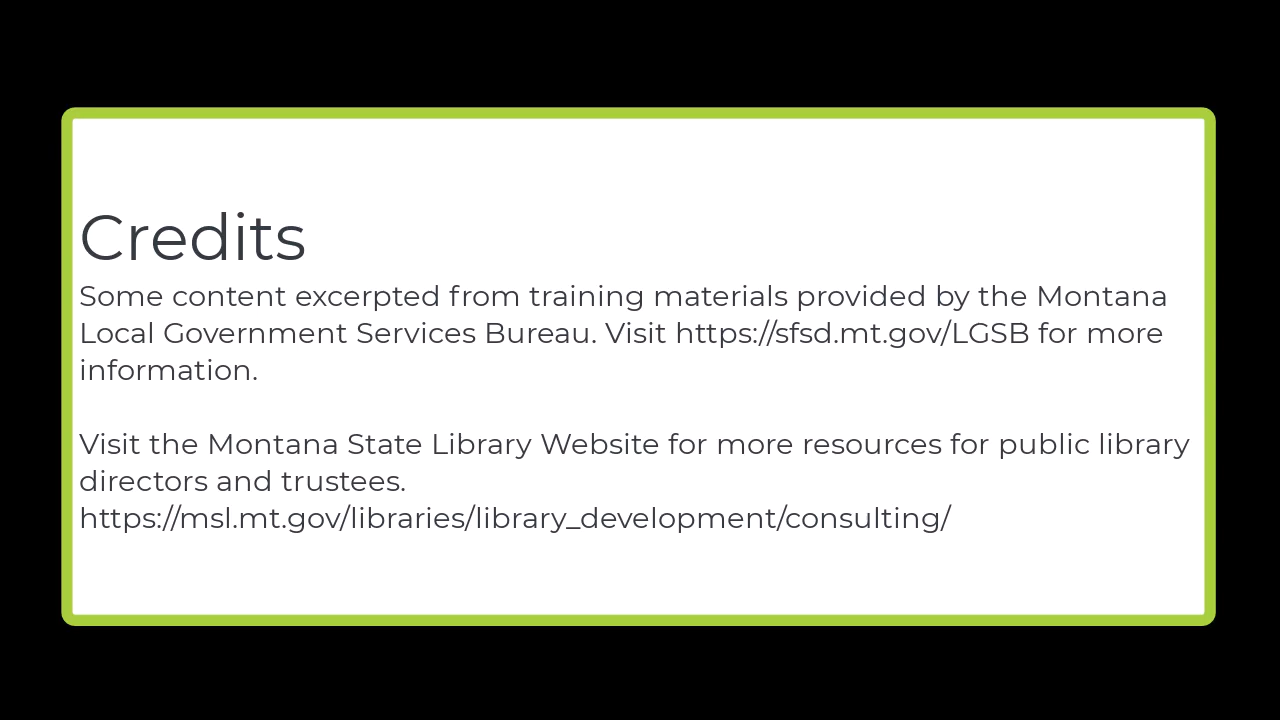 Credits
Some content excerpted from training materials provided by the Montana
Local Government Services Bureau. Visit https://sfsd.mt.gov/LGSB for more
information.
Visit the Montana State Library Website for more resources for public library
directors and trustees.
https://msl.mt.gov/libraries/library_development/consulting/